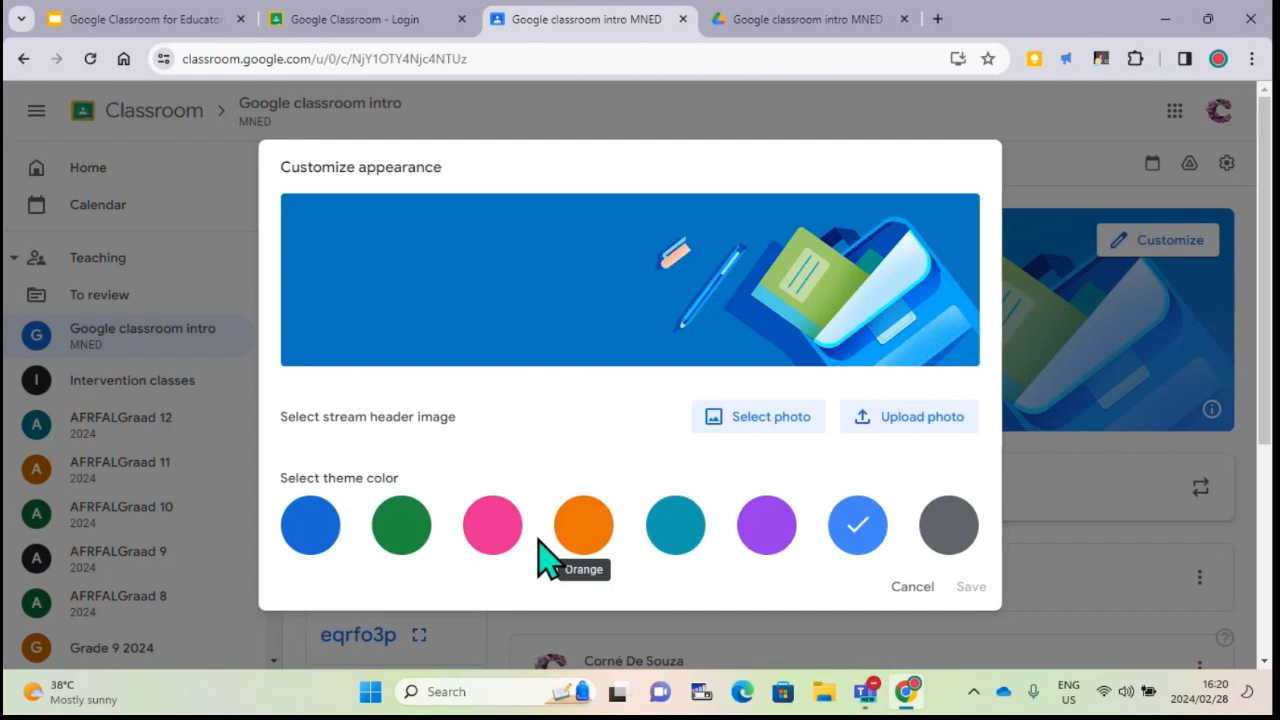 Google Classroom for Educator
Google Classroom - Login
Google classroom intro MNED
Google classroom intro MNED
classroom.google.com/u/0/c/NjY1OTY4Njc4NTUz
Classroom
Google classroom intro
MNED
Home
Calendar
Teaching
To review
G
Google classroom intro
MNED
I
Intervention classes
A
AFRFALGraad 12
2024
A
AFRFALGraad 11
2024
A
AFRFALGraad 10
2024
A
AFRFALGraad 9
2024
A
AFRFALGraad 8
2024
G
Grade 9 2024
Customize
Customize appearance
Select stream header image
Select photo
Upload photo
Select theme color
Orange
Cancel
Save
eqrfo3p
Corné De Souza
38°C
Mostly sunny
Search
NEW
ENG
US
16:20
2024/02/28